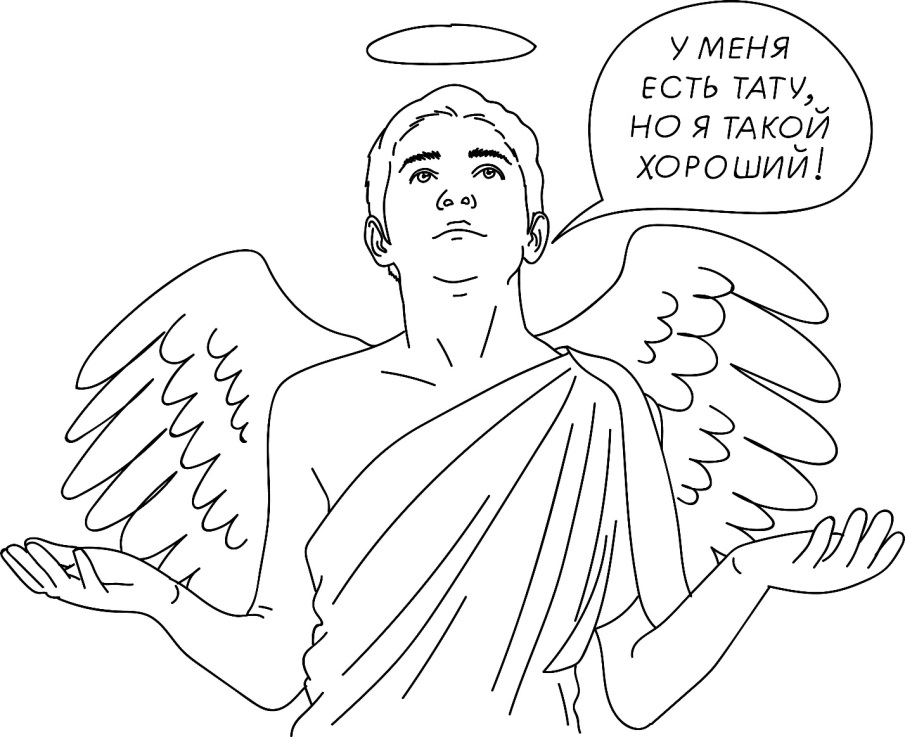 У МЕНЯ
ЕСТЬ ТАТУ,
НО Я ТАКОЙ
ХОРОШИЙ!